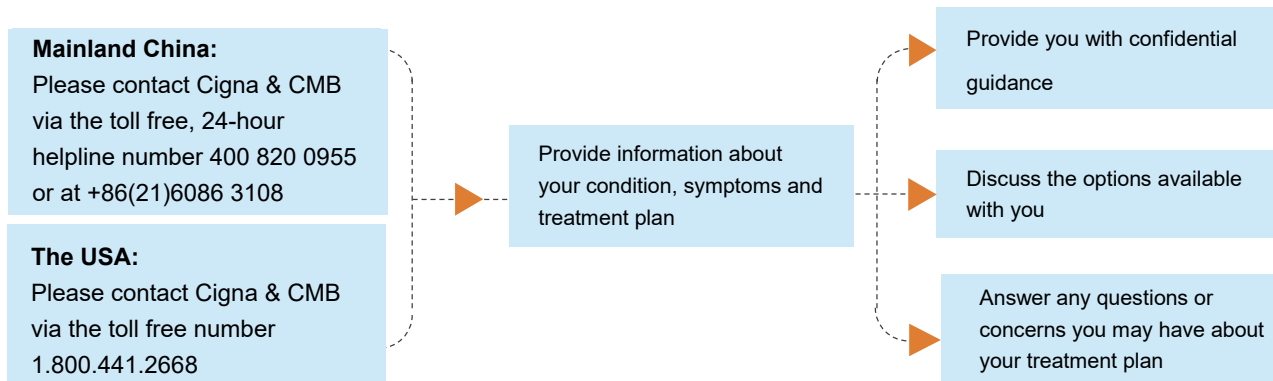 Mainland China:
Please contact Cigna & CMB
via the toll free, 24-hour
helpline number 400 820 0955
or at +86(21)6086 3108
The USA:
Please contact Cigna & CMB
via the toll free number
1.800.441.2668
Provide information about
your condition, symptoms and
treatment plan
Provide you with confidential
guidance
Discuss the options available
with you
Answer any questions or
concerns you may have about
your treatment plan